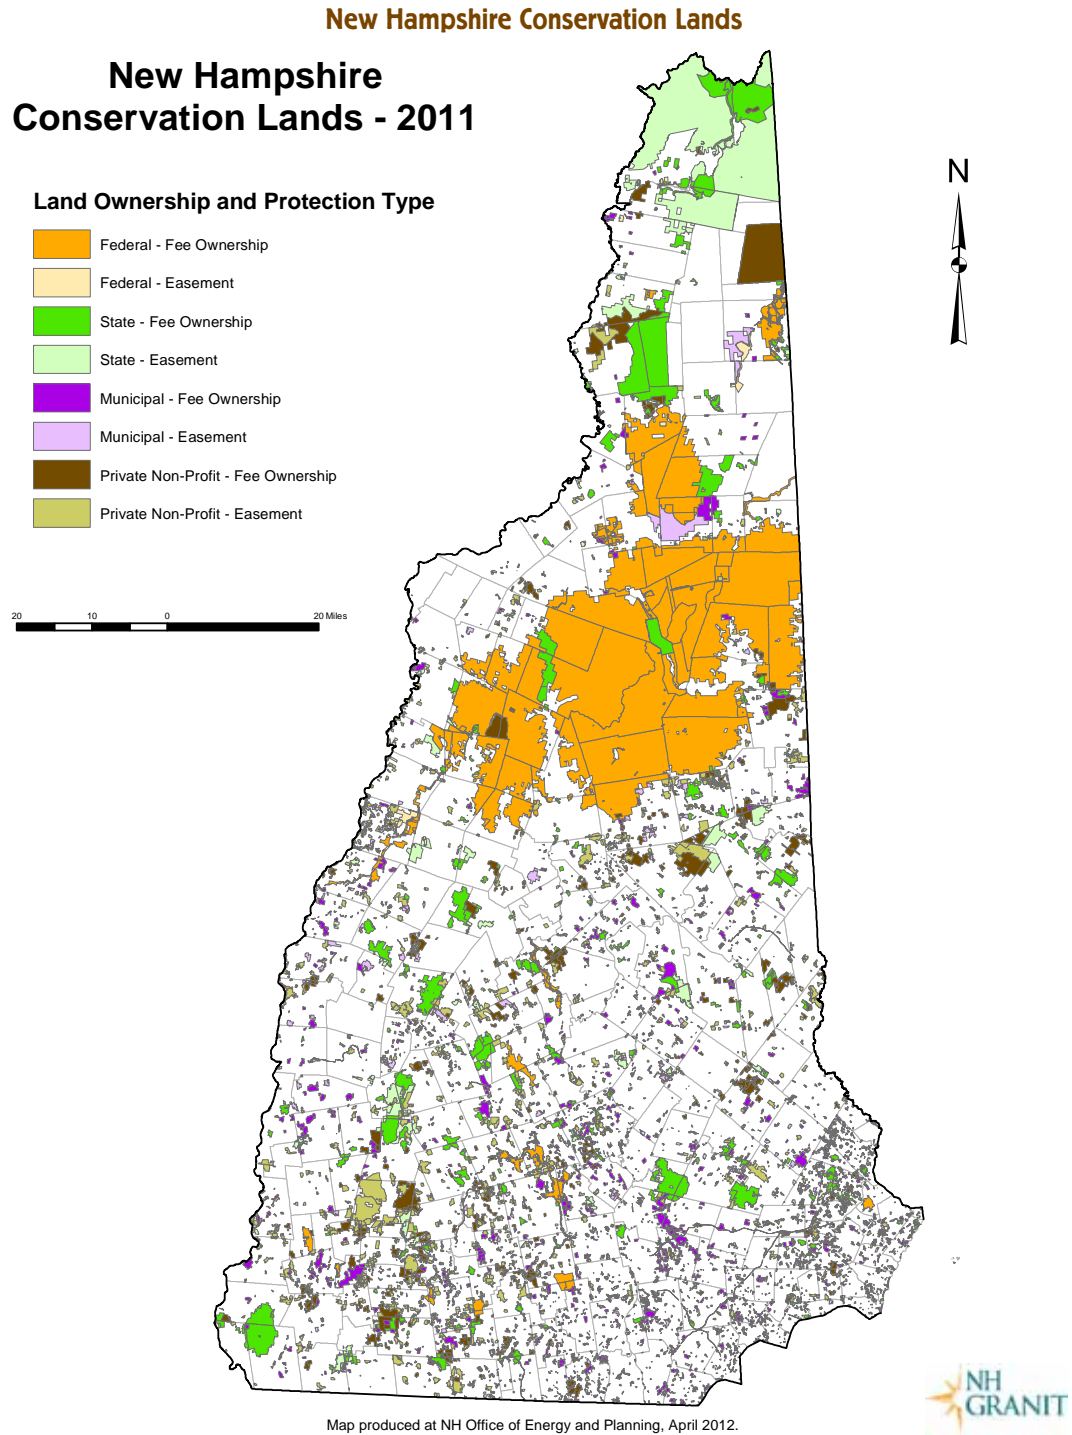 New Hampshire Conservation Lands
New Hampshire
Conservation Lands - 2011
N
Land Ownership and Protection Type
Federal - Fee Ownership
Federal - Easement
State - Fee Ownership
State - Easement
Municipal - Fee Ownership
Municipal - Easement
Private Non-Profit - Fee Ownership
Private Non-Profit - Easement
20 10 0 20 Miles
NH
GRANIT
Map produced at NH Office of Energy and Planning, April 2012.